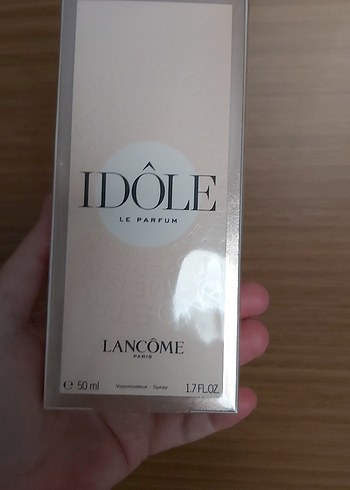 IDÔLE
LE PARFUM
LANCÔME
PARIS
℮ 50 ml Vaporisateur - Spray 1.7 FL.OZ.